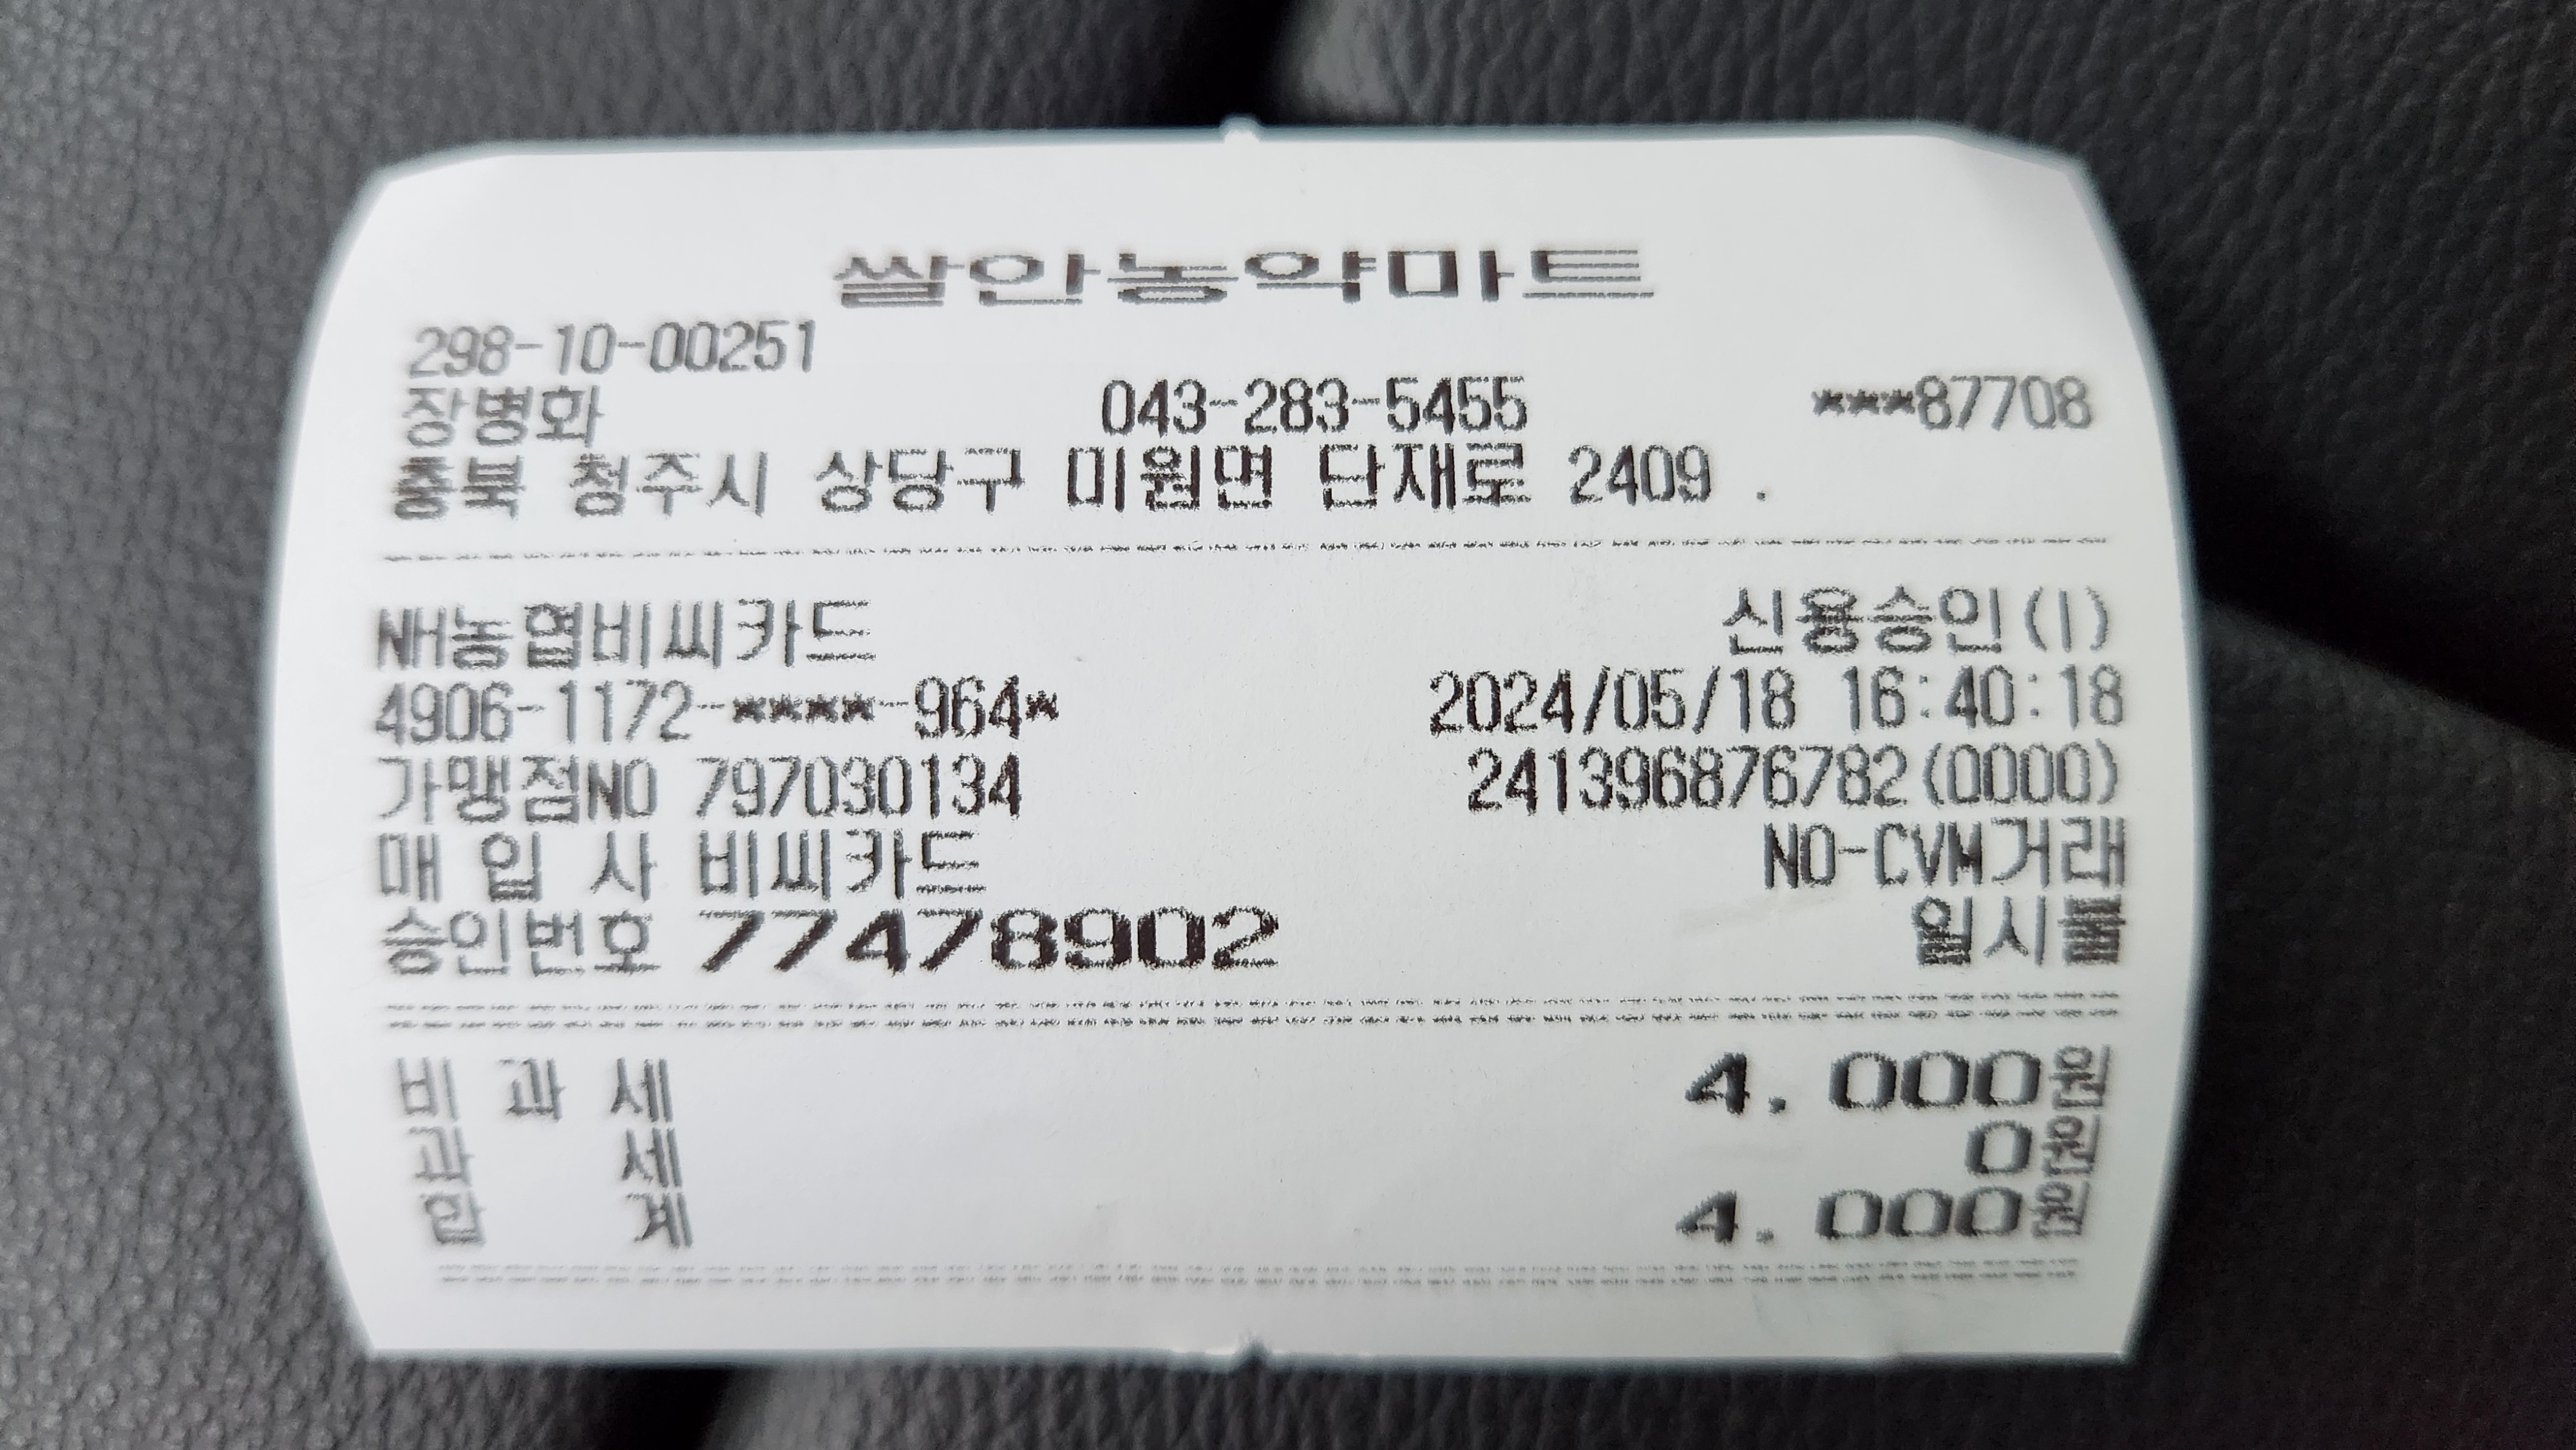 쌀안농약마트
298-10-00251
장병화 043-283-5455 ***87708
충북 청주시 상당구 미원면 단재로 2409 .
NH농협비씨카드 신용승인(I)
4906-1172-****-964* 2024/05/18 16:40:18
가맹점NO 797030134 241396876782(0000)
매 입 사 비씨카드 NO-CVM거래
승인번호 77478902 일시불
비 과 세 4,000원
과 세 0원
합 계 4,000원